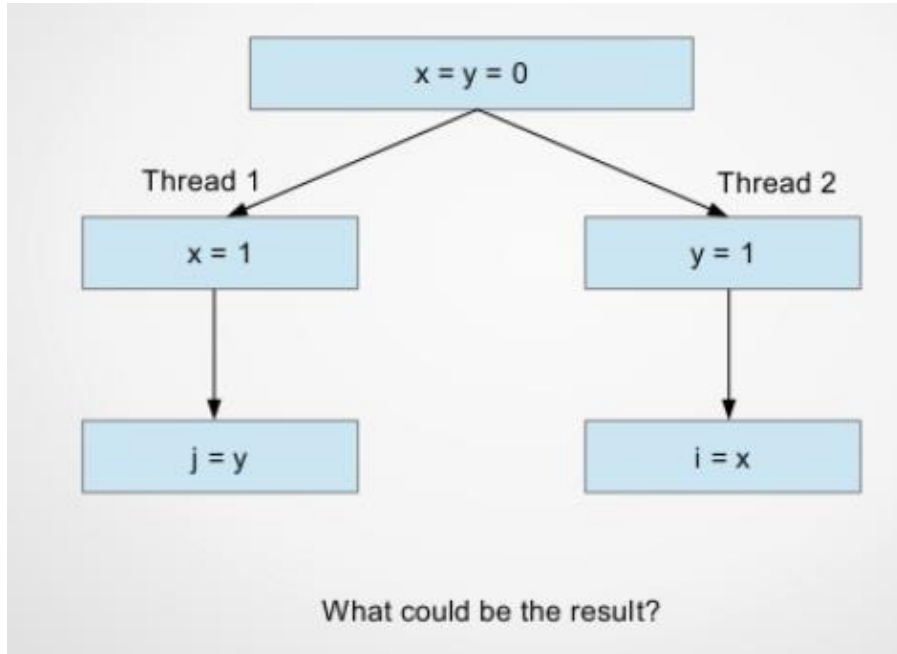 x = y = 0
Thread 1
Thread 2
x = 1
y = 1
j = y
i = x
What could be the result?